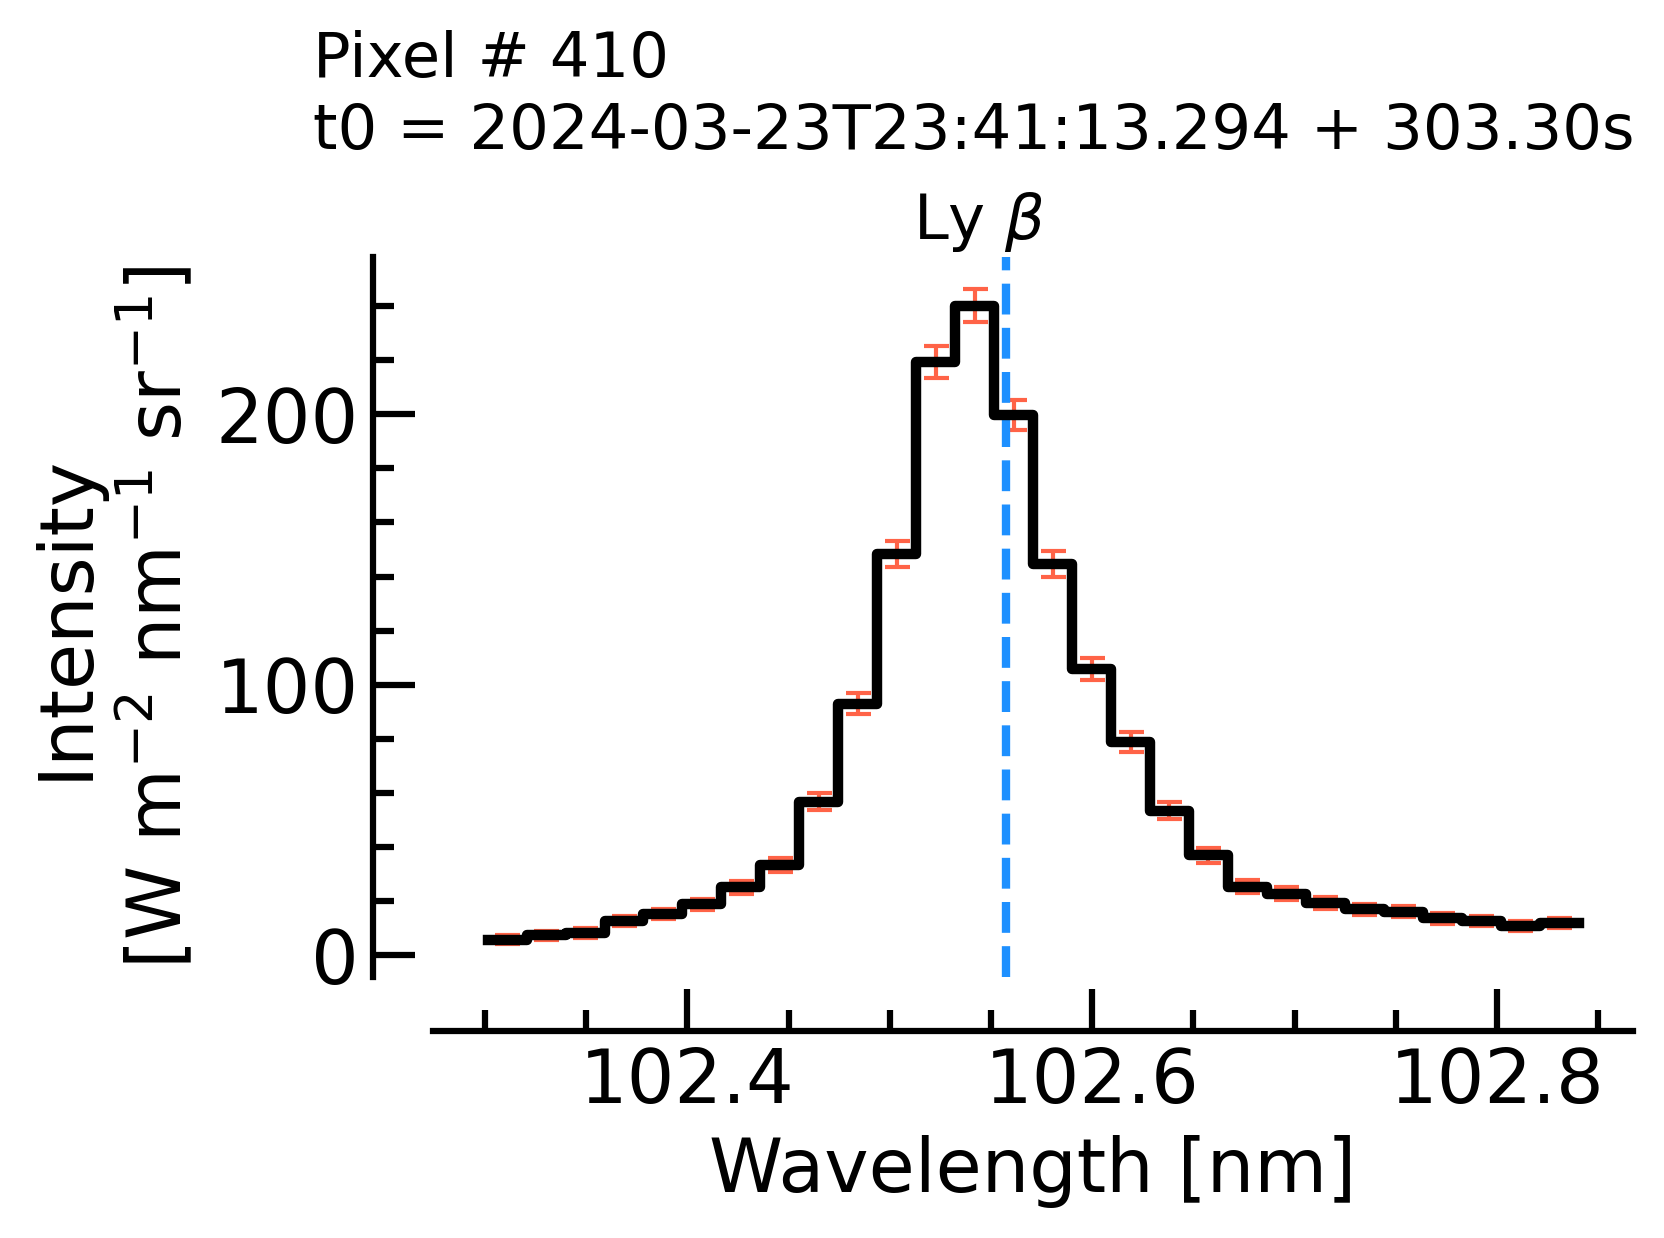 Pixel # 410
t0 = 2024-03-23T23:41:13.294 + 303.30s
Ly β
Intensity
[W m⁻² nm⁻¹ sr⁻¹]
200
100
0
102.4 102.6 102.8
Wavelength [nm]